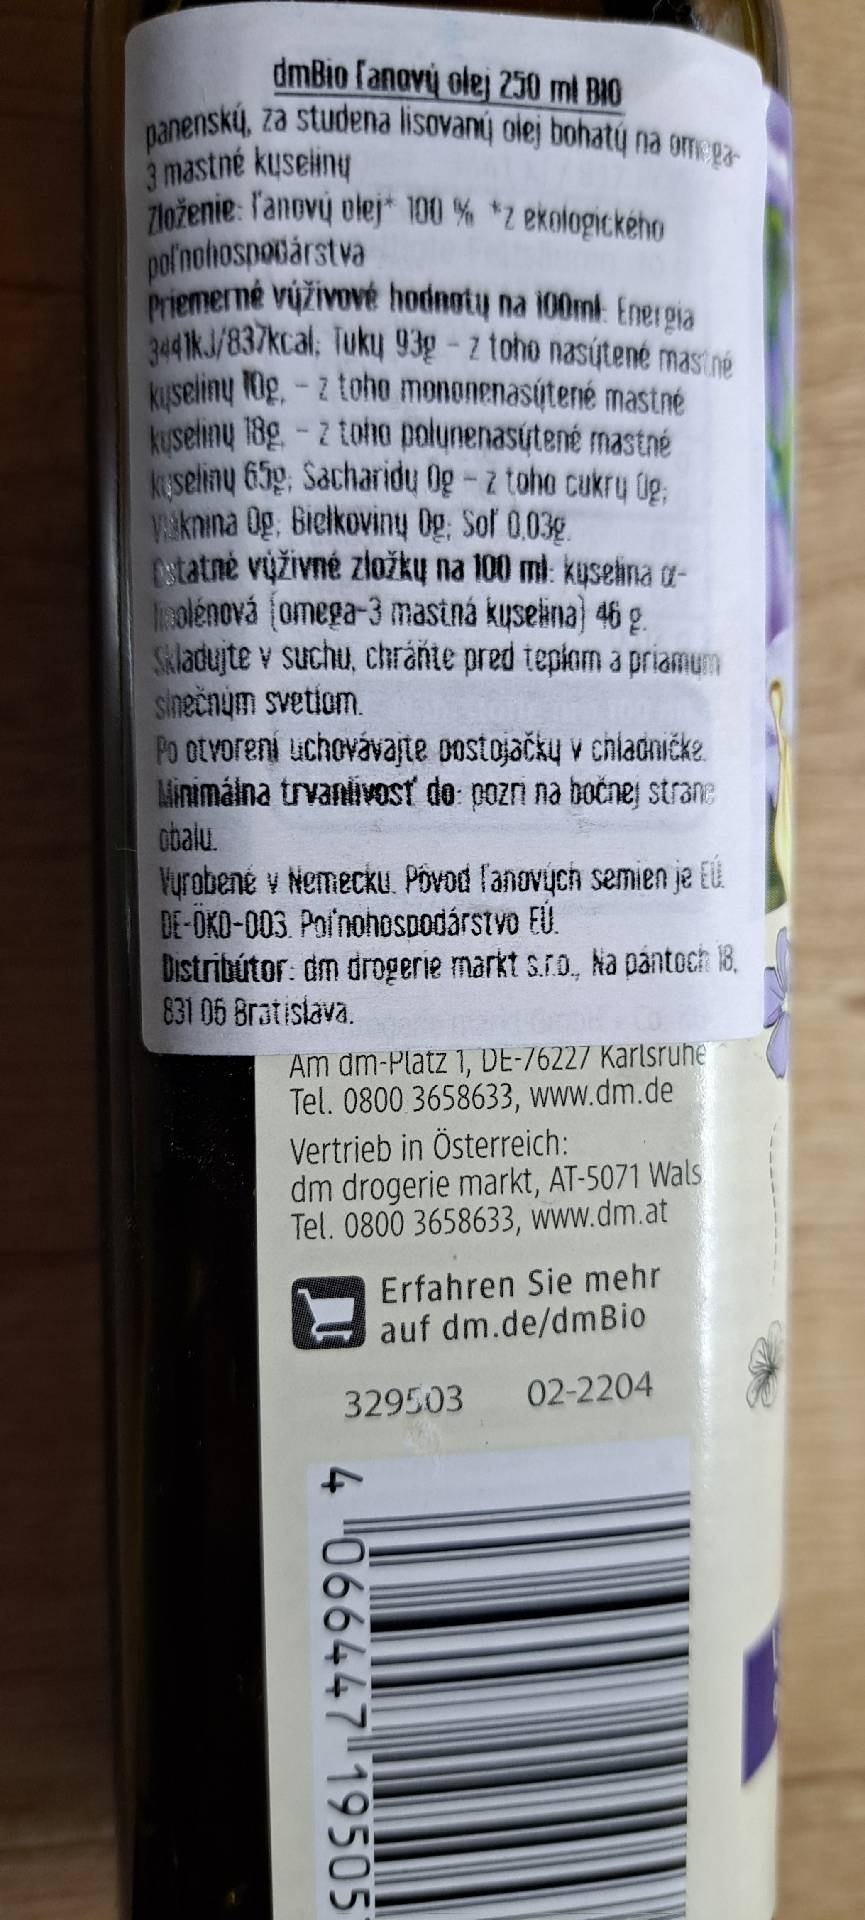 dmBio ľanový olej 250 ml BIO
panenský, za studena lisovaný olej bohatý na omega-
3 mastné kyseliny
Zloženie: ľanový olej* 100 % *z ekologického
poľnohospodárstva
Priemerné výživové hodnoty na 100ml: Energia
3441kJ/837kcal; Tuky 93g - z toho nasýtené mastné
kyseliny 10g, - z toho mononenasýtené mastné
kyseliny 18g, - z toho polynenasýtené mastné
kyseliny 65g; Sacharidy 0g - z toho cukry 0g;
Vláknina 0g; Bielkoviny 0g; Soľ 0,03g.
Ostatné výživné zložky na 100 ml: kyselina α-
linolénová (omega-3 mastná kyselina) 46 g.
Skladujte v suchu, chráňte pred teplom a priamym
slnečným svetlom.
Po otvorení uchovávajte postojačky v chladničke.
Minimálna trvanlivosť do: pozri na bočnej strane
obalu.
Vyrobené v Nemecku. Pôvod ľanových semien je EÚ.
DE-ÖKO-003. Poľnohospodárstvo EÚ.
Distribútor: dm drogerie markt s.r.o., Na pántoch 18,
831 06 Bratislava.
Am dm-Platz 1, DE-76227 Karlsruhe
Tel. 0800 3658633, www.dm.de
Vertrieb in Österreich:
dm drogerie markt, AT-5071 Wals
Tel. 0800 3658633, www.dm.at
Erfahren Sie mehr
auf dm.de/dmBio
329503 02-2204
4 066447 19505